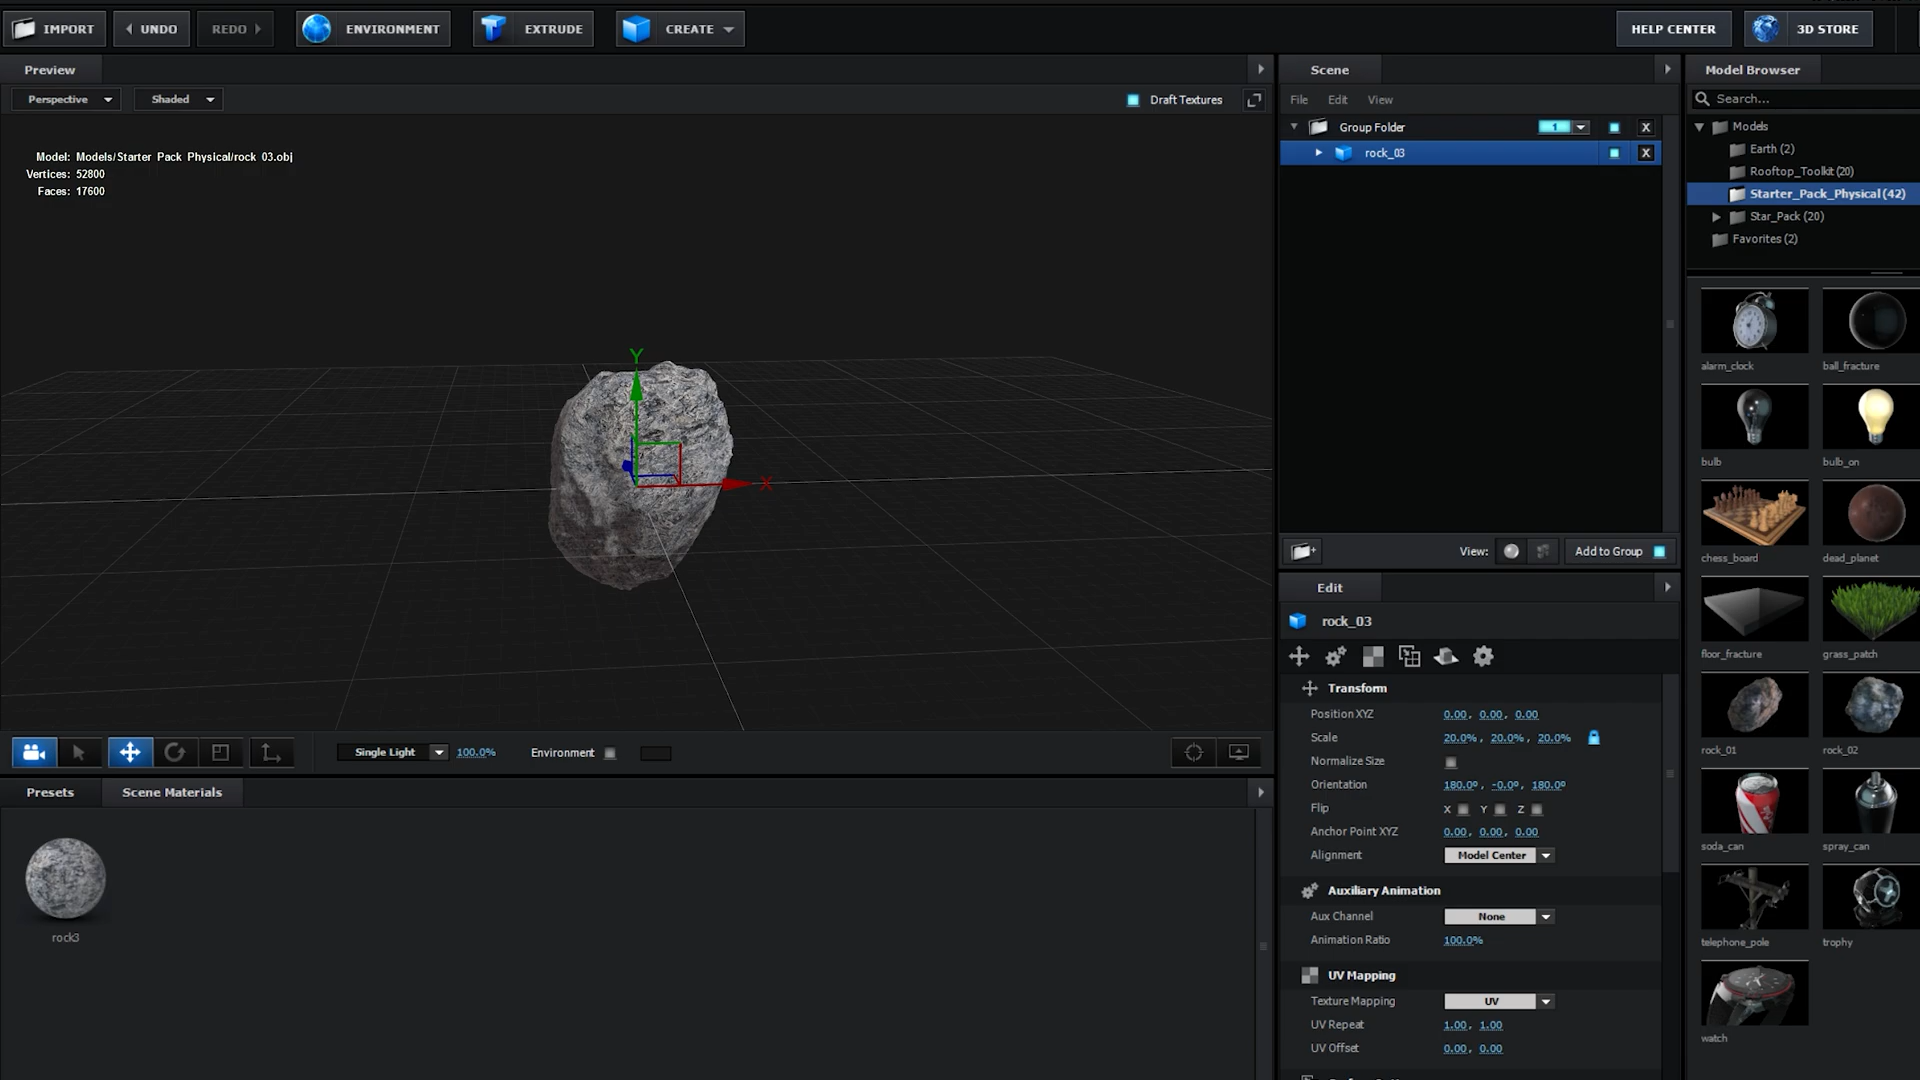 IMPORT UNDO REDO ENVIRONMENT EXTRUDE CREATE HELP CENTER 3D STORE
Preview
Perspective Shaded Draft Textures
Model: Models/Starter Pack Physical/rock 03.obj
Vertices: 52800
Faces: 17600
Y
X
Single Light 100.0% Environment
Presets Scene Materials
rock3
Scene
File Edit View
Group Folder 1 X
rock_03 X
View: Add to Group
Edit
rock_03
Transform
Position XYZ 0.00, 0.00, 0.00
Scale 20.0%, 20.0%, 20.0%
Normalize Size
Orientation 180.0º, -0.0º, 180.0º
Flip X Y Z
Anchor Point XYZ 0.00, 0.00, 0.00
Alignment Model Center
Auxiliary Animation
Aux Channel None
Animation Ratio 100.0%
UV Mapping
Texture Mapping UV
UV Repeat 1.00, 1.00
UV Offset 0.00, 0.00
Model Browser
Search...
Models
Earth (2)
Rooftop_Toolkit (20)
Starter_Pack_Physical (42)
Star_Pack (20)
Favorites (2)
alarm_clock ball_fracture
bulb bulb_on
chess_board dead_planet
floor_fracture grass_patch
rock_01 rock_02
soda_can spray_can
telephone_pole trophy
watch